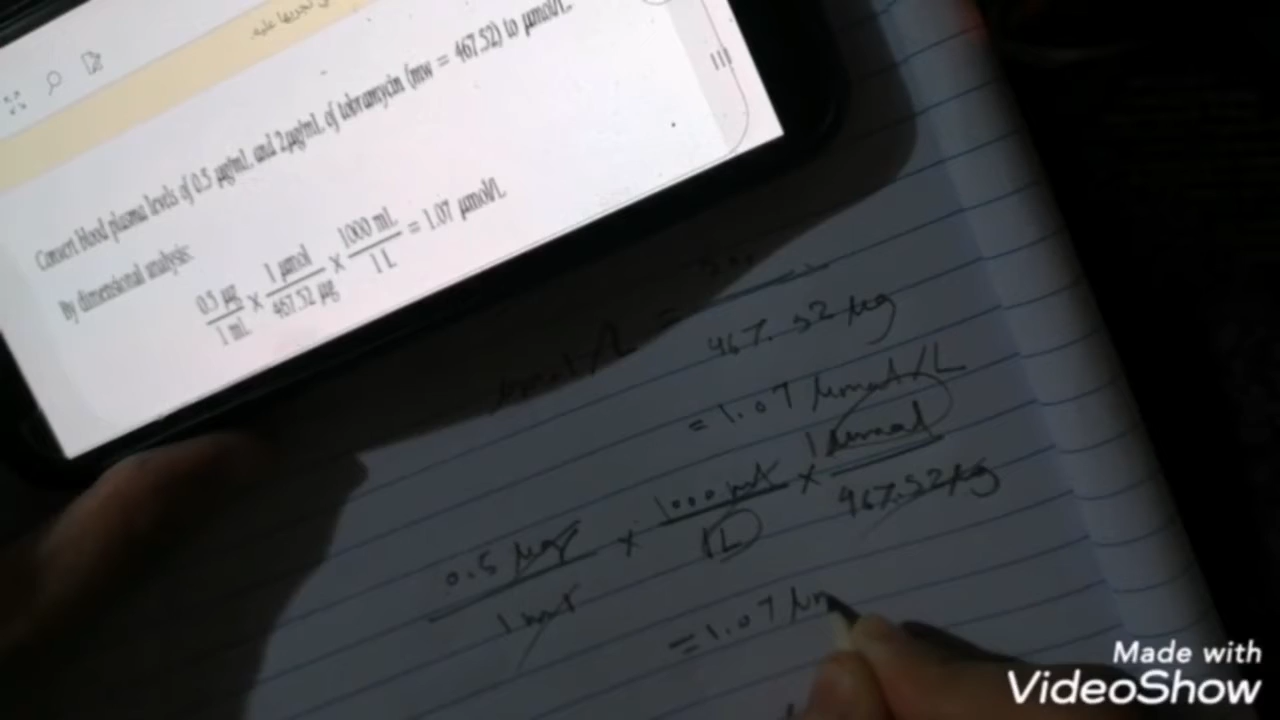 تجريها عليه.
Convert blood plasma levels of 0.5 μg/mL and 2μg/mL of tobramycin (mw = 467.52) to μmol/L.
By dimensional analysis:
0.5 μg / 1 mL × 1 μmol / 467.52 μg × 1000 mL / 1 L = 1.07 μmol/L
467.52 μg
= 1.07 μmol/L
0.5 μg / 1 mL × 1000 mL / 1L × 1 μmol / 467.52 μg
= 1.07 μm
Made with
VideoShow